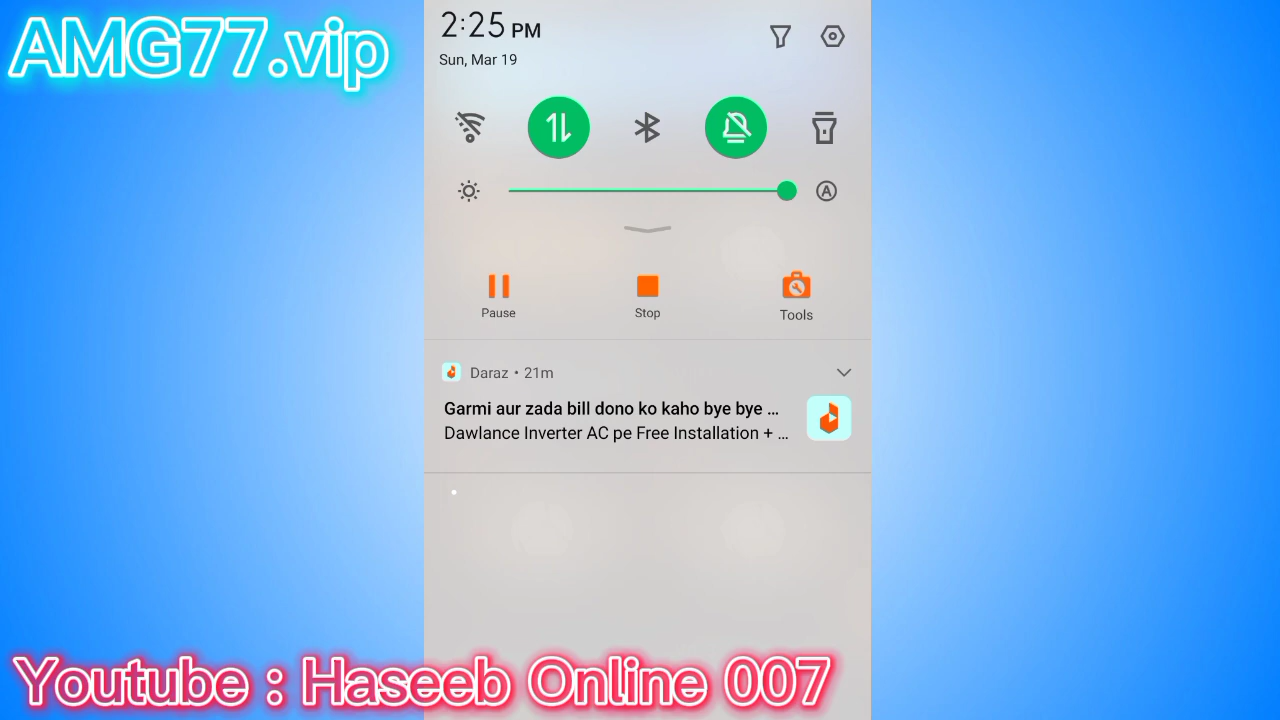 AMG77.vip
2:25 PM
Sun, Mar 19
A
Pause
Stop
Tools
Daraz • 21m
Garmi aur zada bill dono ko kaho bye bye ...
Dawlance Inverter AC pe Free Installation + ...
Youtube : Haseeb Online 007